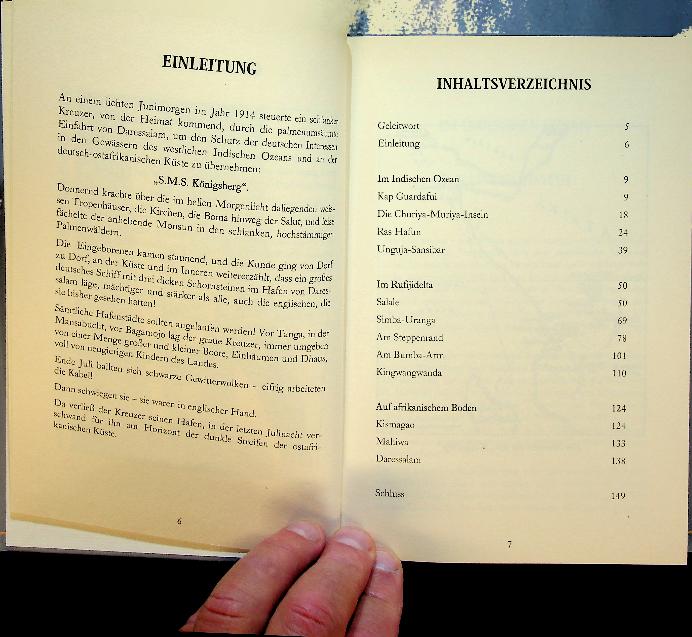 EINLEITUNG
An einem lichten Junimorgen im Jahr 1914 steuerte ein schlanker
Kreuzer, von der Heimat kommend, durch die palmenumsäumte
Einfahrt von Daressalam, um den Schutz der deutschen Interessen
in den Gewässern des westlichen Indischen Ozeans und an der
deutsch-ostafrikanischen Küste zu übernehmen:
„S.M.S. Königsberg“.
Donnernd krachte über die im hellen Morgenlicht daliegenden weis-
sen Tropenhäuser, die Kirchen, die Boma hinweg der Salut, und leise
fächelte der anhebende Monsun in den schlanken, hochstämmigen
Palmenwäldern.
Die Eingeborenen kamen staunend, und die Kunde ging von Dorf
zu Dorf, an der Küste und im Inneren weitererzählt, dass ein großes
deutsches Schiff mit drei dicken Schornsteinen im Hafen von Dares-
salam läge, mächtiger und stärker als alle, auch die englischen, die
sie bisher gesehen hatten!
Sämtliche Hafenstädte sollten angelaufen werden! Vor Tanga, in der
Mansabucht, vor Bagamojo lag der graue Kreuzer, immer umgeben
von einer Menge großer und kleiner Boote, Einbäumen und Dhaus,
voll von neugierigen Kindern des Landes.
Ende Juli ballten sich schwarze Gewitterwolken – eifrig arbeiteten
die Kabel!
Dann schwiegen sie – sie waren in englischer Hand.
Da verließ der Kreuzer seinen Hafen, in der letzten Julinacht ver-
schwand für ihn am Horizont der dunkle Streifen der ostafri-
kanischen Küste.
6
INHALTSVERZEICHNIS
Geleitwort 5
Einleitung 6
Im Indischen Ozean 9
Kap Guardafui 9
Die Churiya-Muriya-Inseln 18
Ras Hafun 24
Unguja-Sansibar 39
Im Rufijidelta 50
Salale 50
Simba-Uranga 69
Am Steppenrand 78
Am Bumba-Arm 101
Kingwangwanda 110
Auf afrikanischem Boden 124
Kismagao 124
Mahiwa 133
Daressalam 138
Schluss 149
7